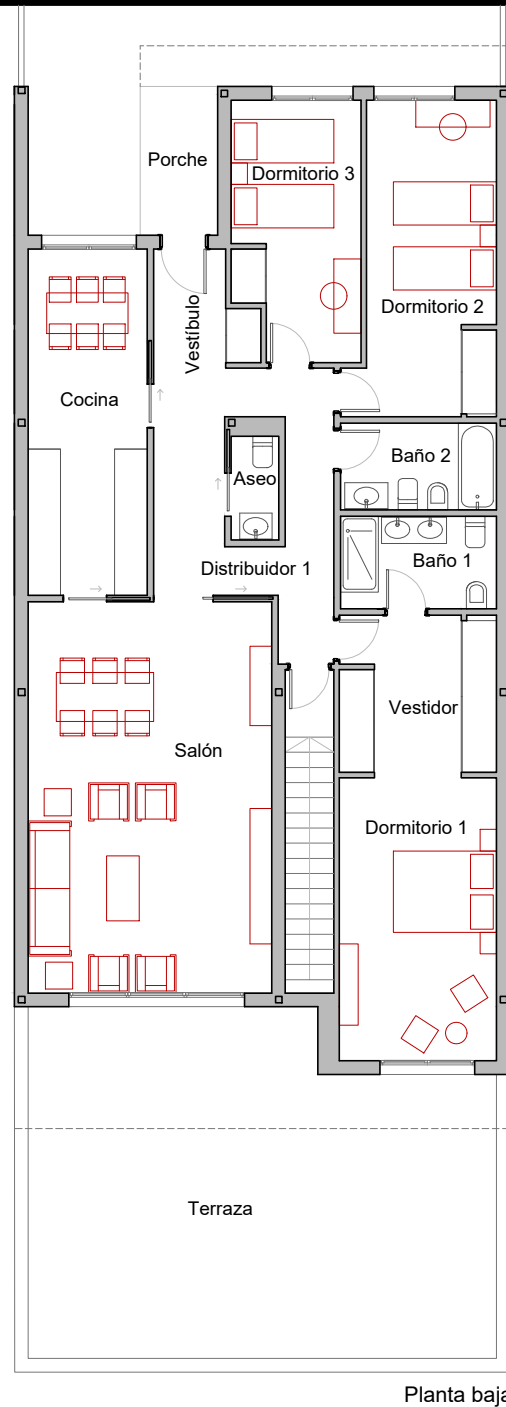 Porche
Dormitorio 3
Dormitorio 2
Vestíbulo
Cocina
Baño 2
Aseo
Baño 1
Distribuidor 1
Vestidor
Salón
Dormitorio 1
Terraza
Planta baja